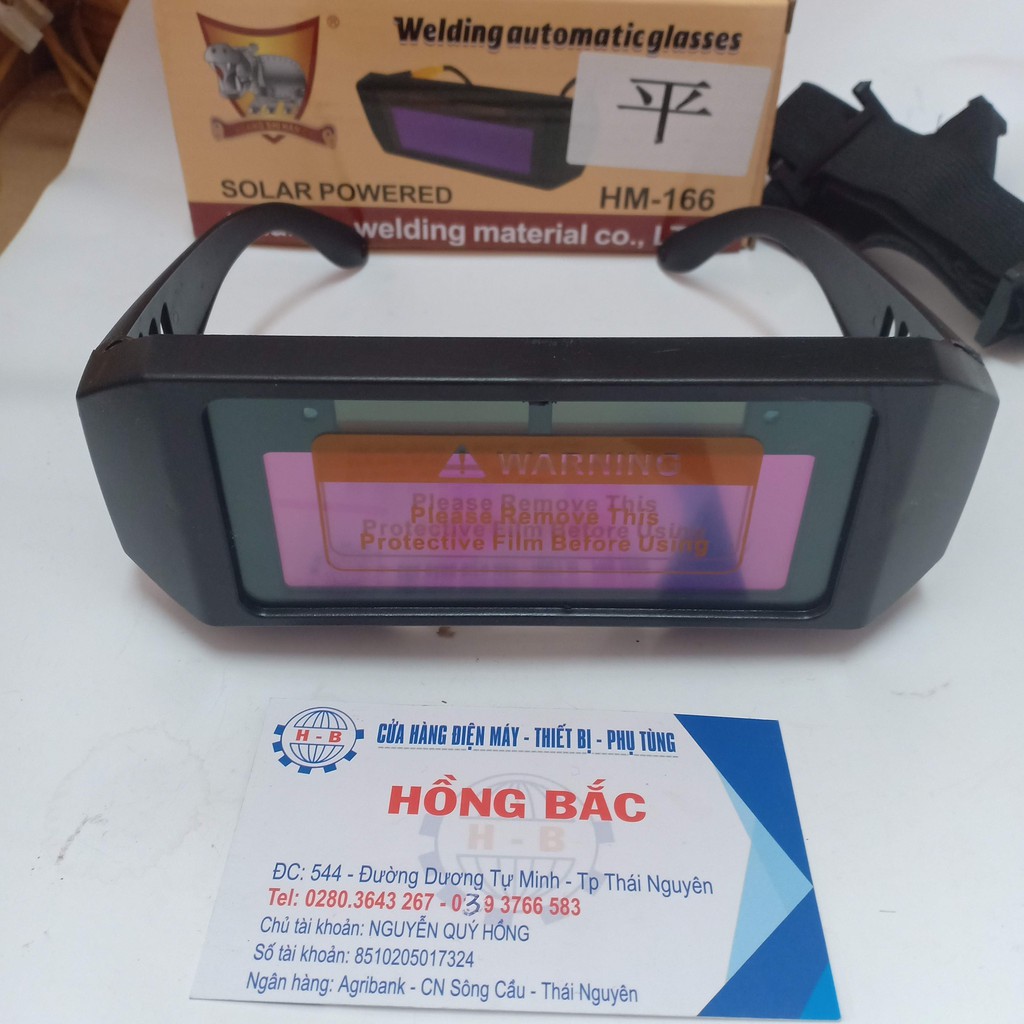 Welding automatic glasses
平
SOLAR POWERED
HM-166
welding material co.,
WARNING
Please Remove This
Protective Film Before Using
H - B
CỬA HÀNG ĐIỆN MÁY - THIẾT BỊ - PHỤ TÙNG
HỒNG BẮC
H - B
ĐC: 544 - Đường Dương Tự Minh - Tp Thái Nguyên
Tel: 0280.3643 267 - 039 3766 583
Chủ tài khoản: NGUYỄN QUÝ HỒNG
Số tài khoản: 8510205017324
Ngân hàng: Agribank - CN Sông Cầu - Thái Nguyên